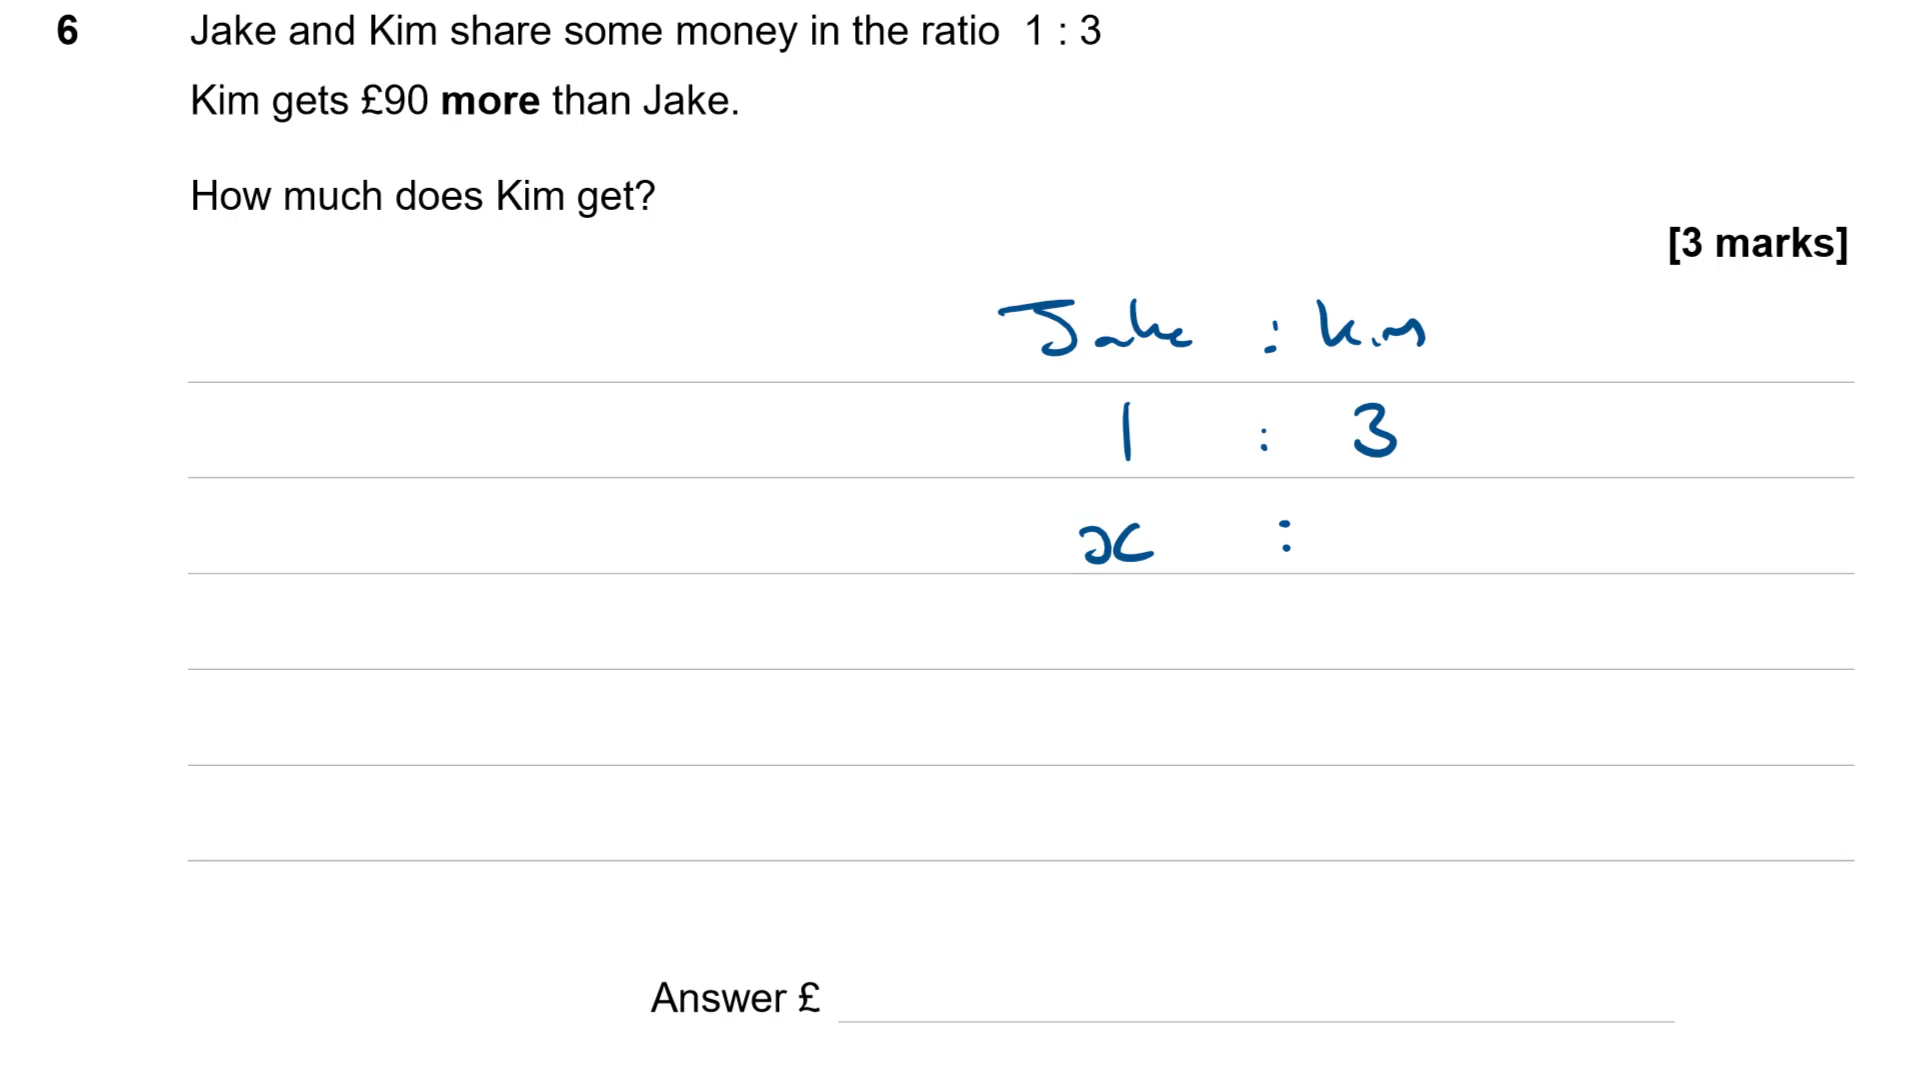 6 Jake and Kim share some money in the ratio 1 : 3
Kim gets £90 more than Jake.
How much does Kim get?
[3 marks]
Jake : Kim
1 : 3
x :
Answer £